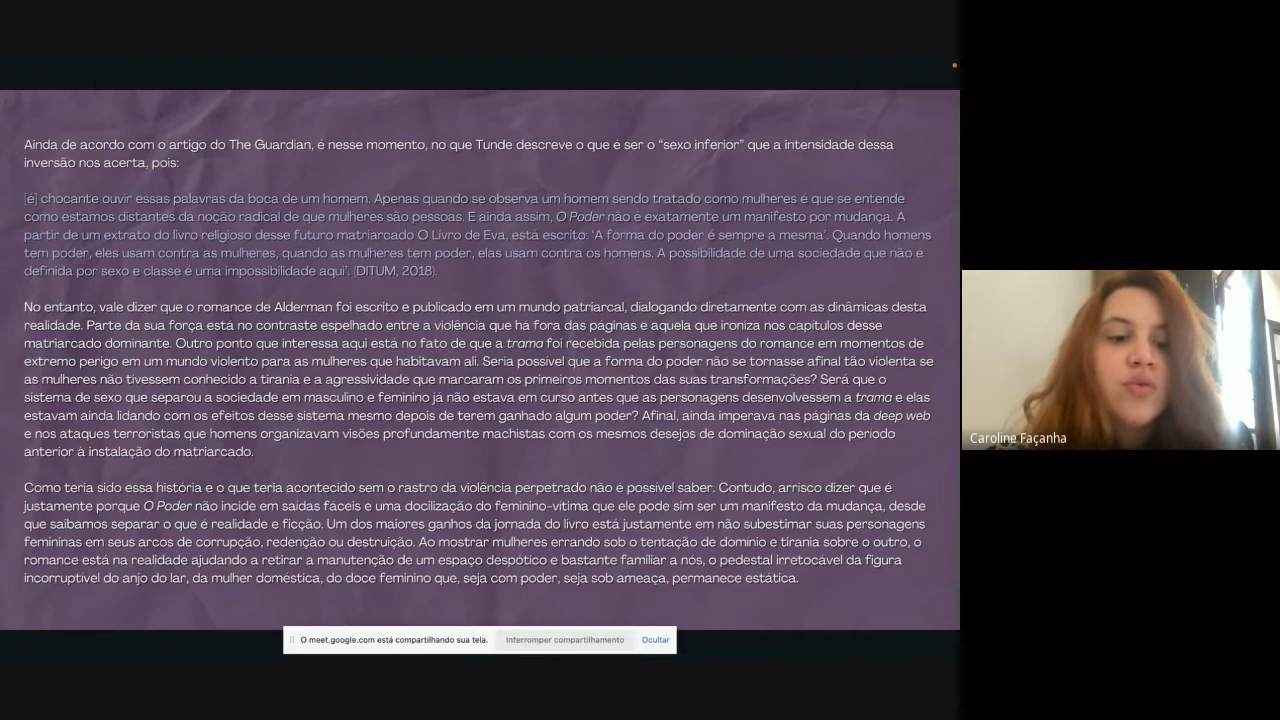 Ainda de acordo com o artigo do The Guardian, é nesse momento, no que Tunde descreve o que é ser o “sexo inferior” que a intensidade dessa
inversão nos acerta, pois:
[é] chocante ouvir essas palavras da boca de um homem. Apenas quando se observa um homem sendo tratado como mulheres é que se entende
como estamos distantes da noção radical de que mulheres são pessoas. E ainda assim, O Poder não é exatamente um manifesto por mudança. A
partir de um extrato do livro religioso desse futuro matriarcado O Livro de Eva, está escrito: ‘A forma do poder é sempre a mesma’. Quando homens
tem poder, eles usam contra as mulheres, quando as mulheres tem poder, elas usam contra os homens. A possibilidade de uma sociedade que não e
definida por sexo e classe é uma impossibilidade aqui’. (DITUM, 2018).
No entanto, vale dizer que o romance de Alderman foi escrito e publicado em um mundo patriarcal, dialogando diretamente com as dinâmicas desta
realidade. Parte da sua força está no contraste espelhado entre a violência que há fora das páginas e aquela que ironiza nos capítulos desse
matriarcado dominante. Outro ponto que interessa aqui está no fato de que a trama foi recebida pelas personagens do romance em momentos de
extremo perigo em um mundo violento para as mulheres que habitavam ali. Seria possível que a forma do poder não se tornasse afinal tão violenta se
as mulheres não tivessem conhecido a tirania e a agressividade que marcaram os primeiros momentos das suas transformações? Será que o
sistema de sexo que separou a sociedade em masculino e feminino já não estava em curso antes que as personagens desenvolvessem a trama e elas
estavam ainda lidando com os efeitos desse sistema mesmo depois de terem ganhado algum poder? Afinal, ainda imperava nas páginas da deep web
e nos ataques terroristas que homens organizavam visões profundamente machistas com os mesmos desejos de dominação sexual do período
anterior à instalação do matriarcado.
Como teria sido essa história e o que teria acontecido sem o rastro da violência perpetrado não é possível saber. Contudo, arrisco dizer que é
justamente porque O Poder não incide em saídas fáceis e uma docilização do feminino-vítima que ele pode sim ser um manifesto da mudança, desde
que saibamos separar o que é realidade e ficção. Um dos maiores ganhos da jornada do livro está justamente em não subestimar suas personagens
femininas em seus arcos de corrupção, redenção ou destruição. Ao mostrar mulheres errando sob o tentação de domínio e tirania sobre o outro, o
romance está na realidade ajudando a retirar a manutenção de um espaço despótico e bastante familiar a nós, o pedestal irretocável da figura
incorruptível do anjo do lar, da mulher doméstica, do doce feminino que, seja com poder, seja sob ameaça, permanece estática.
O meet.google.com está compartilhando sua tela. Interromper compartilhamento Ocultar
Caroline Façanha